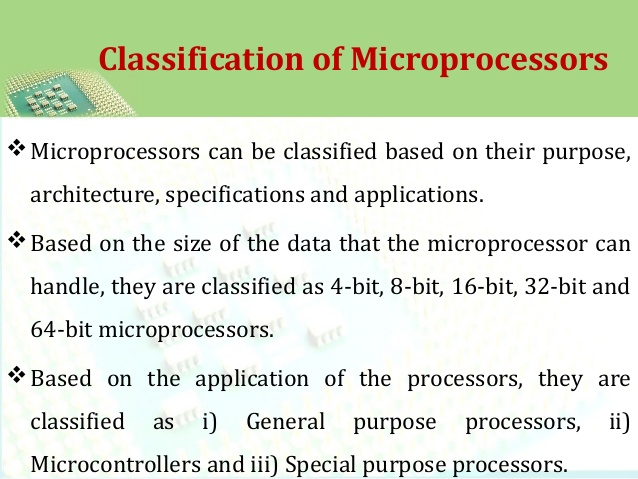 Classification of Microprocessors
❖ Microprocessors can be classified based on their purpose,
architecture, specifications and applications.
❖ Based on the size of the data that the microprocessor can
handle, they are classified as 4-bit, 8-bit, 16-bit, 32-bit and
64-bit microprocessors.
❖ Based on the application of the processors, they are
classified as i) General purpose processors, ii)
Microcontrollers and iii) Special purpose processors.